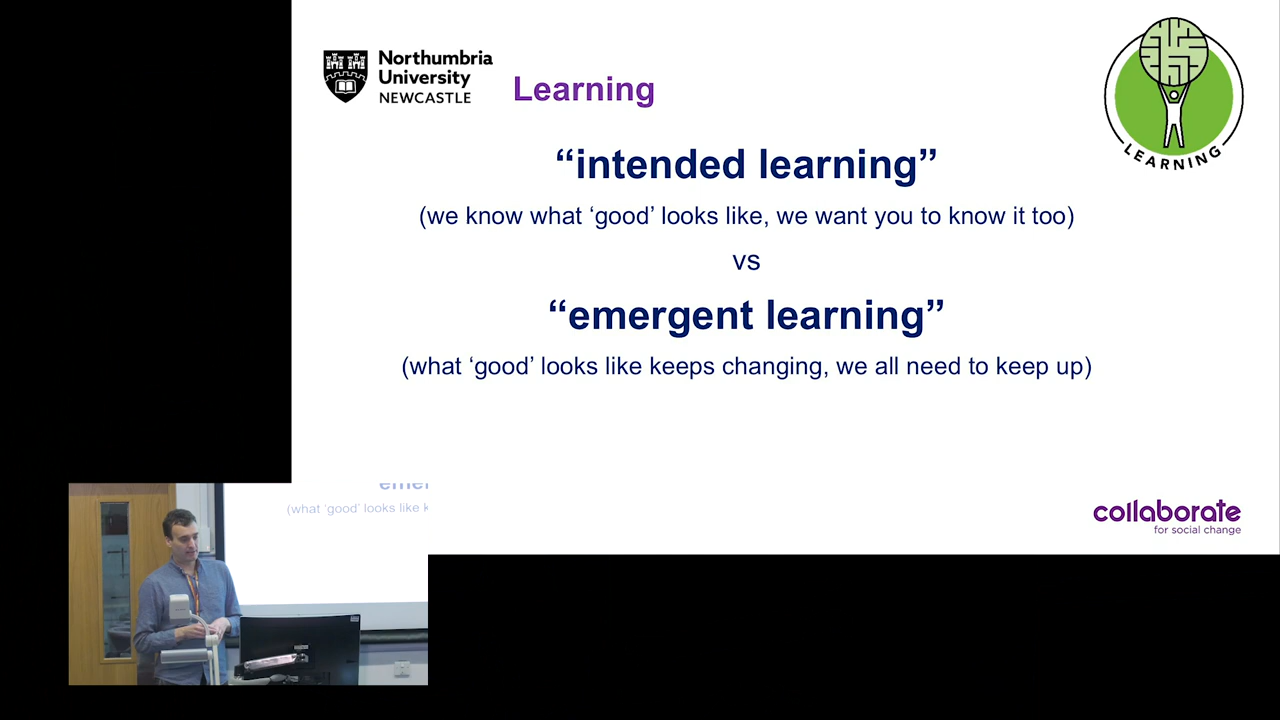 Northumbria
University
NEWCASTLE
Learning
LEARNING
“intended learning”
(we know what ‘good’ looks like, we want you to know it too)
vs
“emergent learning”
(what ‘good’ looks like keeps changing, we all need to keep up)
collaborate
for social change
(what ‘good’ looks like